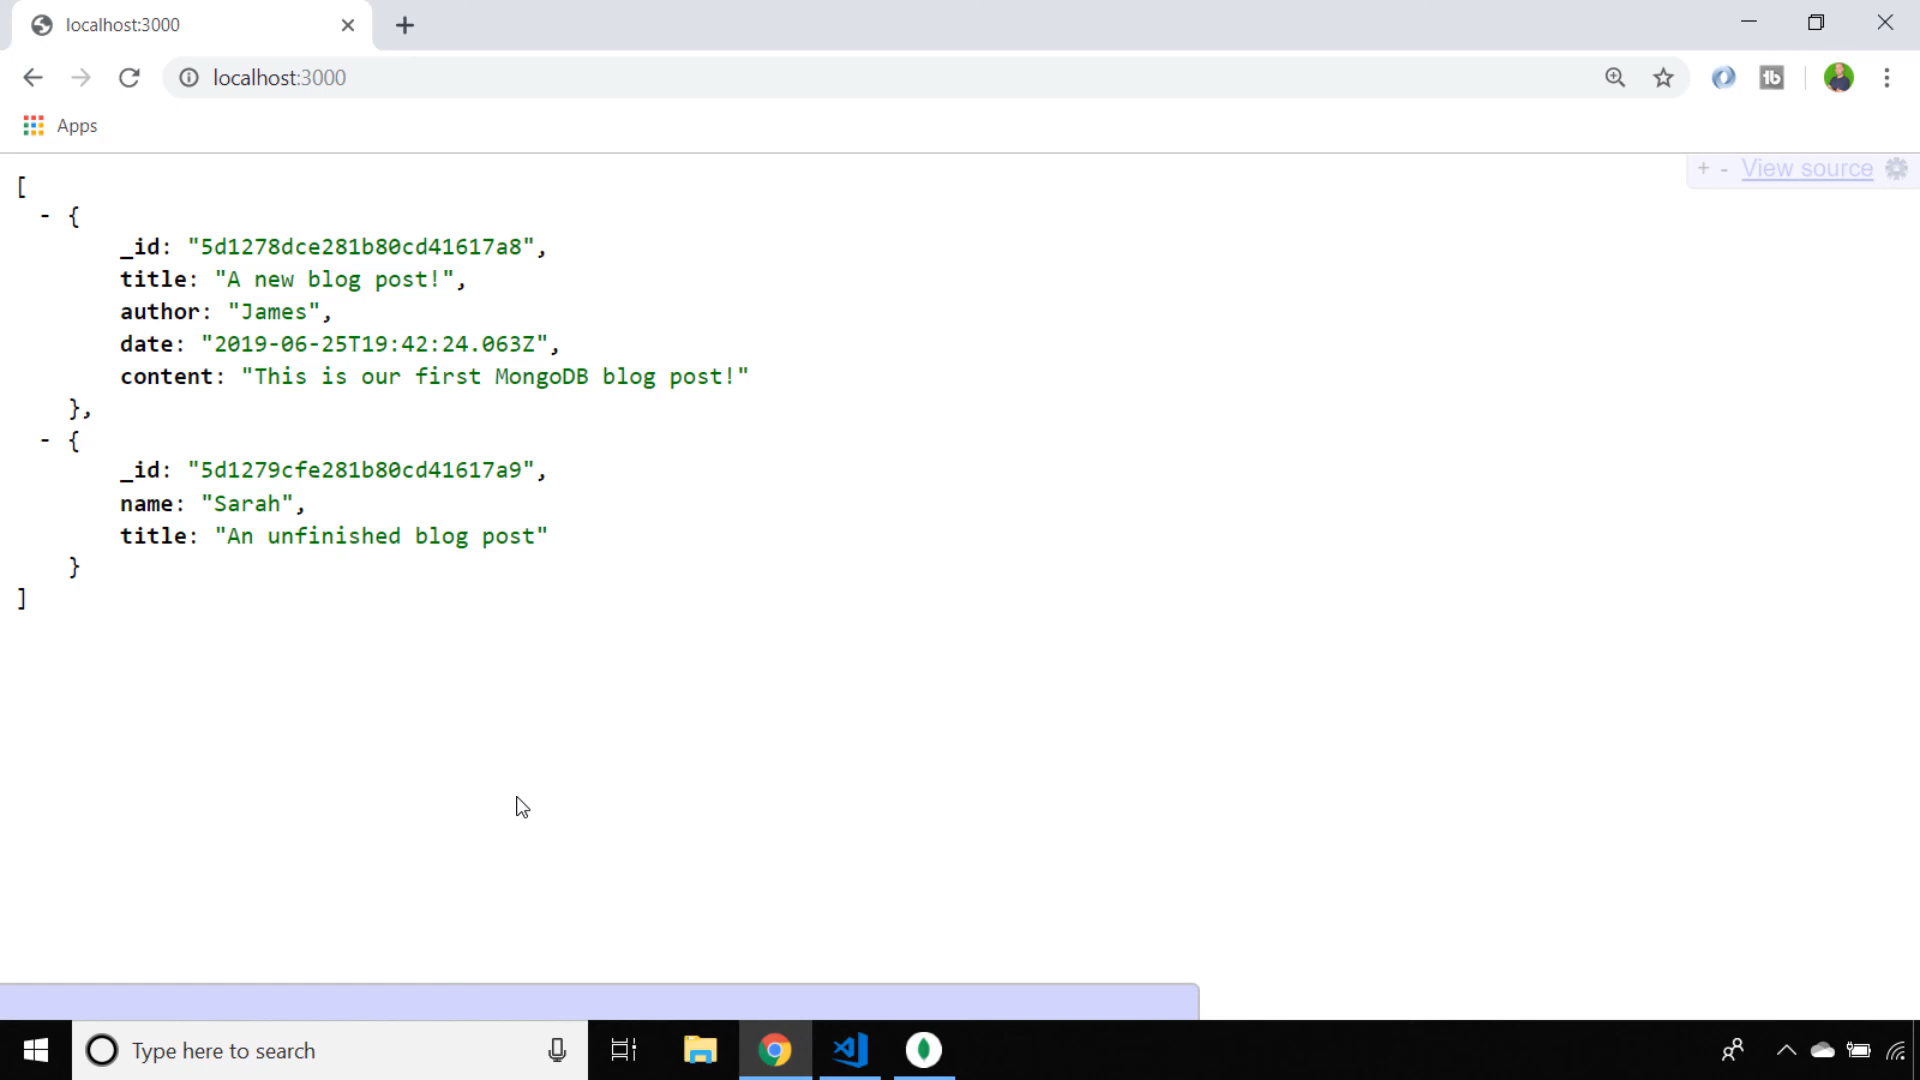 localhost:3000
localhost:3000
Apps
+ - View source
[
- {
_id: "5d1278dce281b80cd41617a8",
title: "A new blog post!",
author: "James",
date: "2019-06-25T19:42:24.063Z",
content: "This is our first MongoDB blog post!"
},
- {
_id: "5d1279cfe281b80cd41617a9",
name: "Sarah",
title: "An unfinished blog post"
}
]
Type here to search